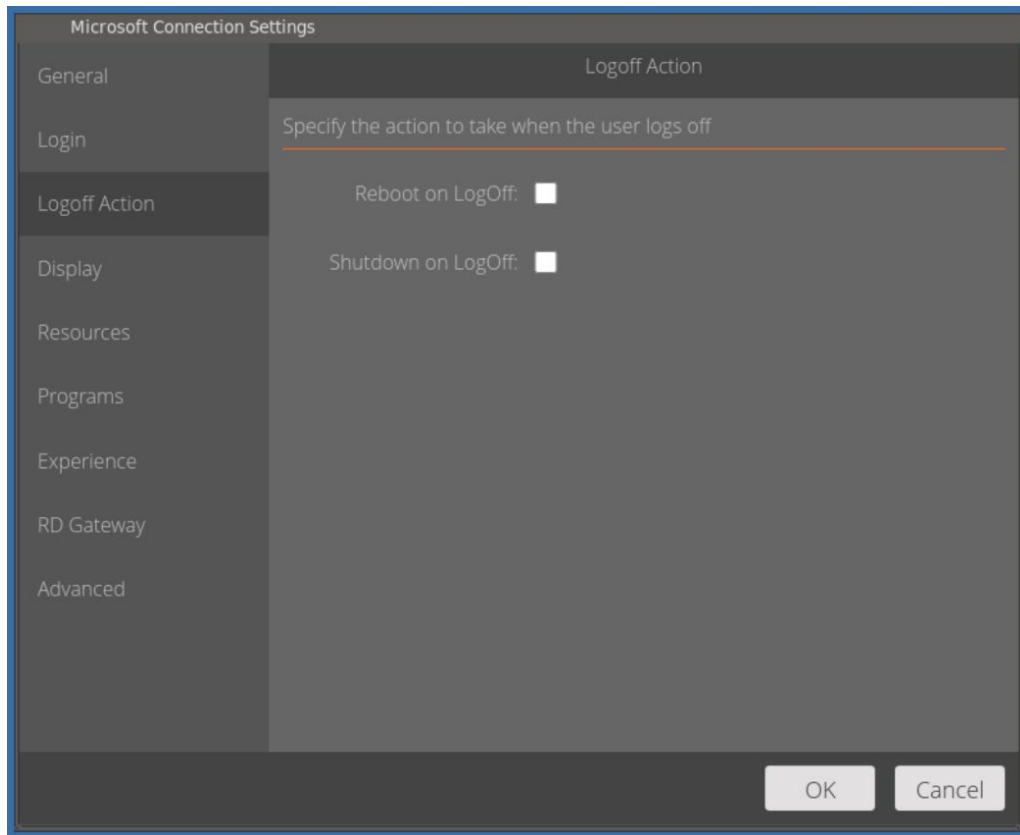 Microsoft Connection Settings
General
Login
Logoff Action
Display
Resources
Programs
Experience
RD Gateway
Advanced
Logoff Action
Specify the action to take when the user logs off
Reboot on LogOff:
Shutdown on LogOff:
OK
Cancel